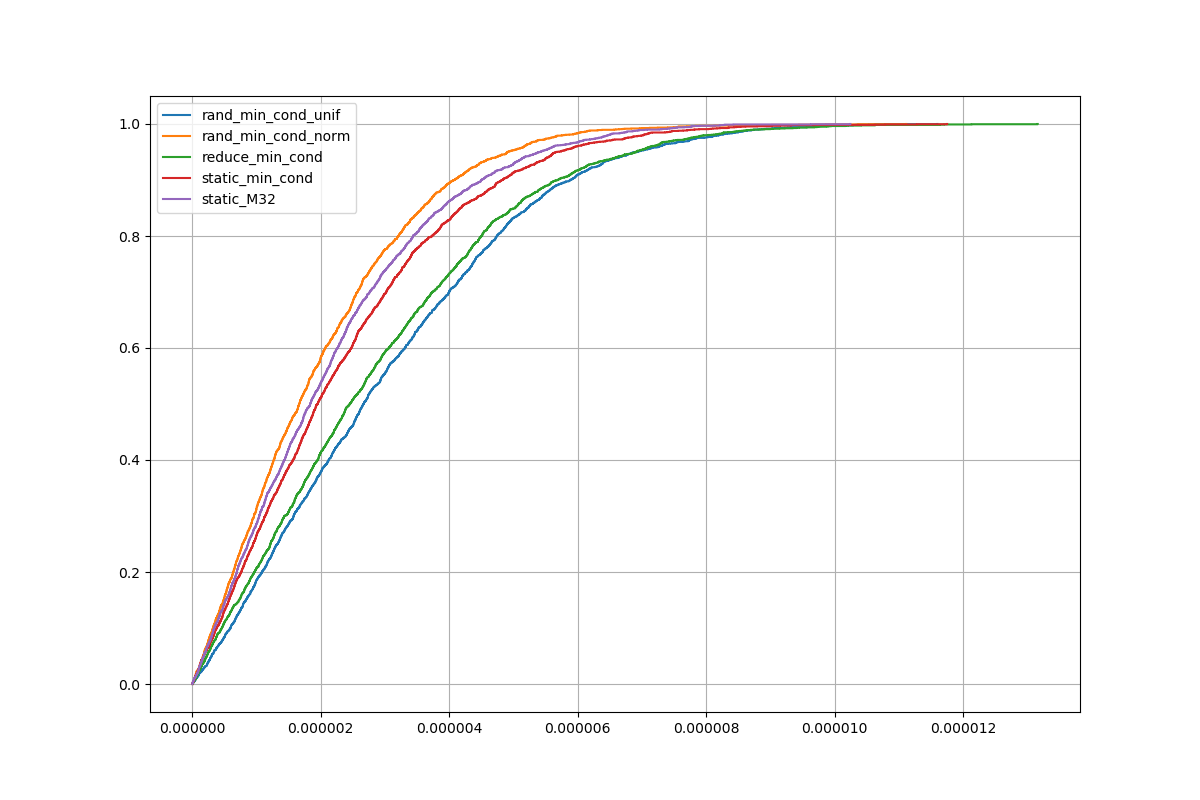 1.0
0.8
0.6
0.4
0.2
0.0
rand_min_cond_unif
rand_min_cond_norm
reduce_min_cond
static_min_cond
static_M32
0.000000 0.000002 0.000004 0.000006 0.000008 0.000010 0.000012